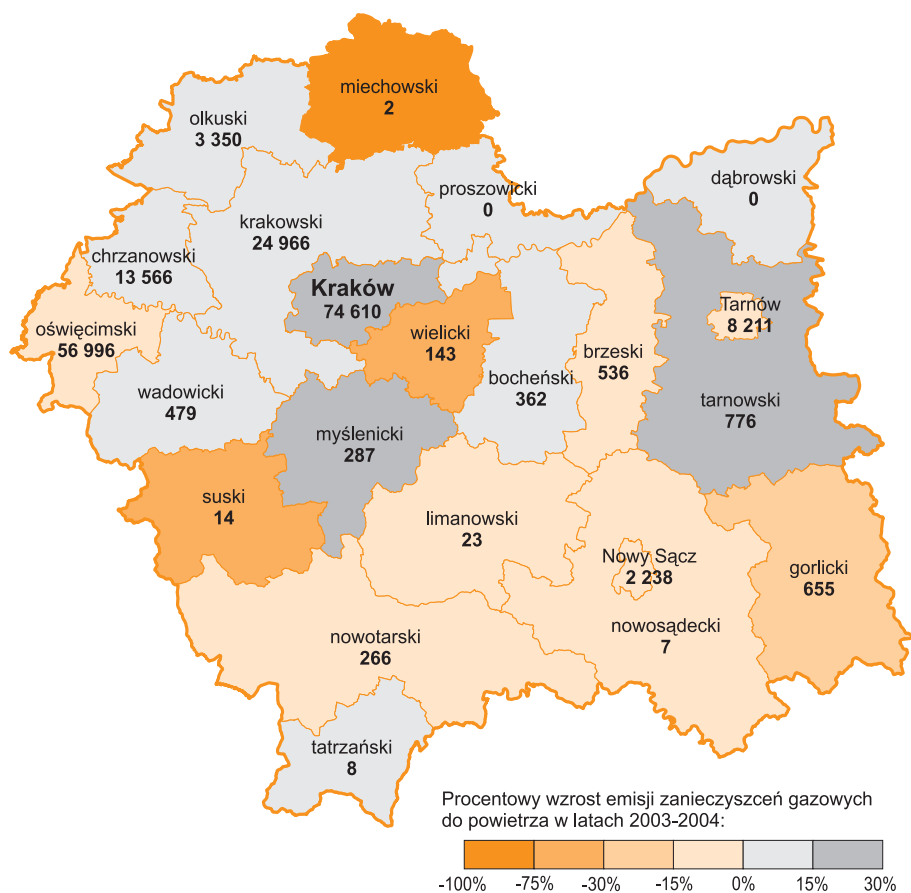 miechowski
2
olkuski
3 350
proszowicki
0
dąbrowski
0
krakowski
24 966
chrzanowski
13 566
Kraków
74 610
Tarnów
8 211
oświęcimski
56 996
wielicki
143
brzeski
536
bocheński
362
wadowicki
479
tarnowski
776
myślenicki
287
suski
14
limanowski
23
Nowy Sącz
2 238
gorlicki
655
nowosądecki
7
nowotarski
266
tatrzański
8
Procentowy wzrost emisji zanieczyszceń gazowych
do powietrza w latach 2003-2004:
-100% -75% -30% -15% 0% 15% 30%